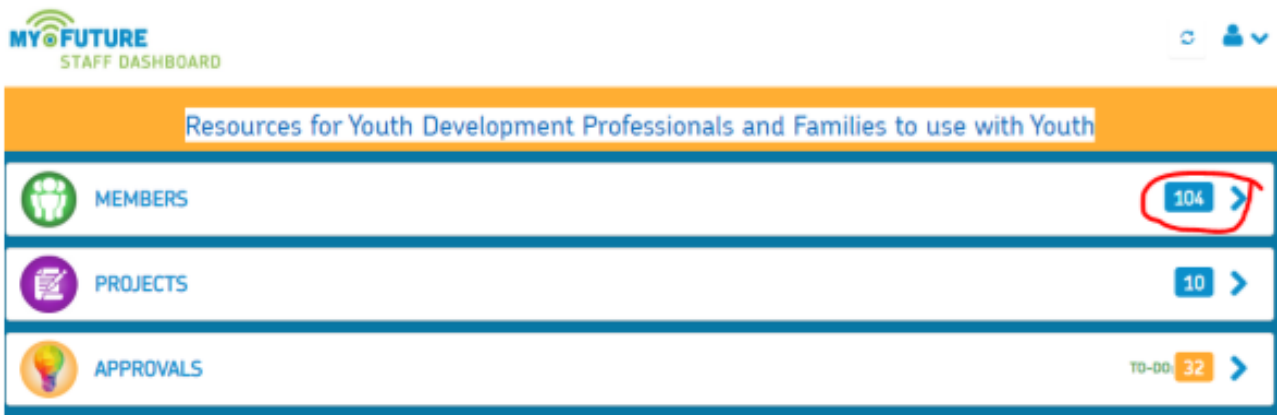 MY FUTURE
STAFF DASHBOARD
Resources for Youth Development Professionals and Families to use with Youth
MEMBERS 104
PROJECTS 10
APPROVALS TO-DO: 32